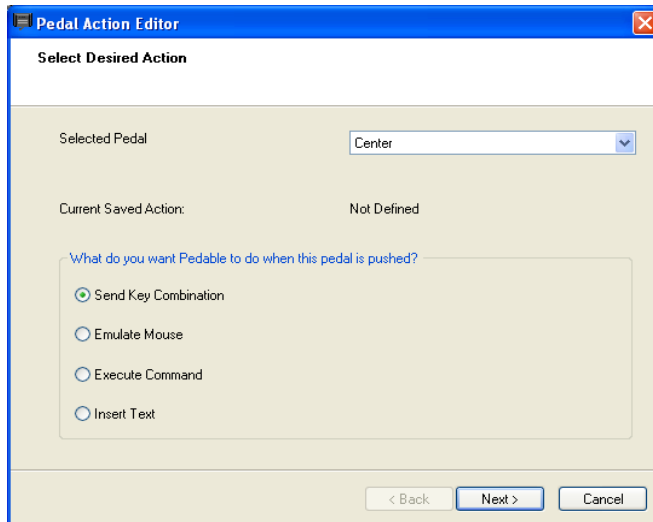 Pedal Action Editor
Select Desired Action
Selected Pedal
Center
Current Saved Action:
Not Defined
What do you want Pedable to do when this pedal is pushed?
Send Key Combination
Emulate Mouse
Execute Command
Insert Text
< Back
Next >
Cancel